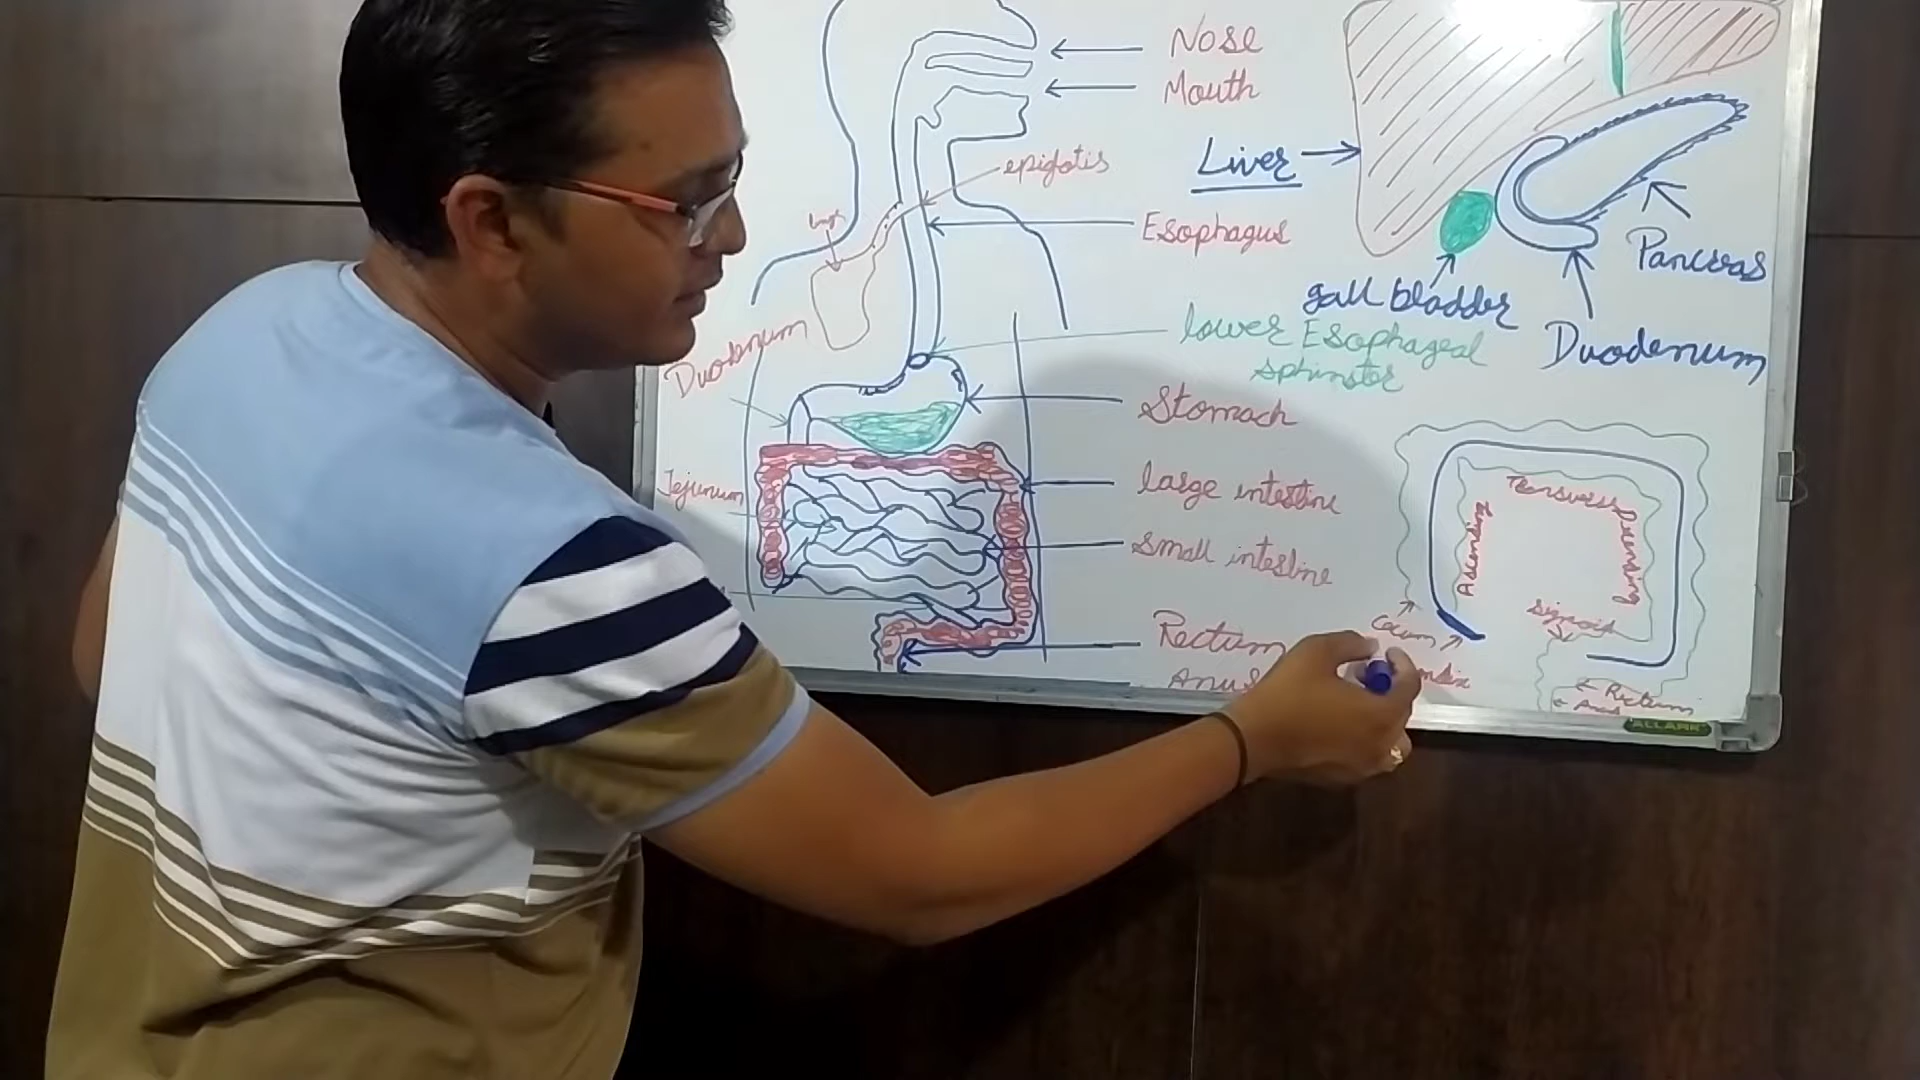 Nose
Mouth
epiglotis
Liver
Esophagus
Pancreas
gall bladder
Duodenum
Duodenum
lower Esophageal
sphinster
Stomach
Jejunum
large intestine
small intestine
Transverse
Ascending
Descending
Sigmoid
Cecum
Rectum
Anus
Rectum
Anus